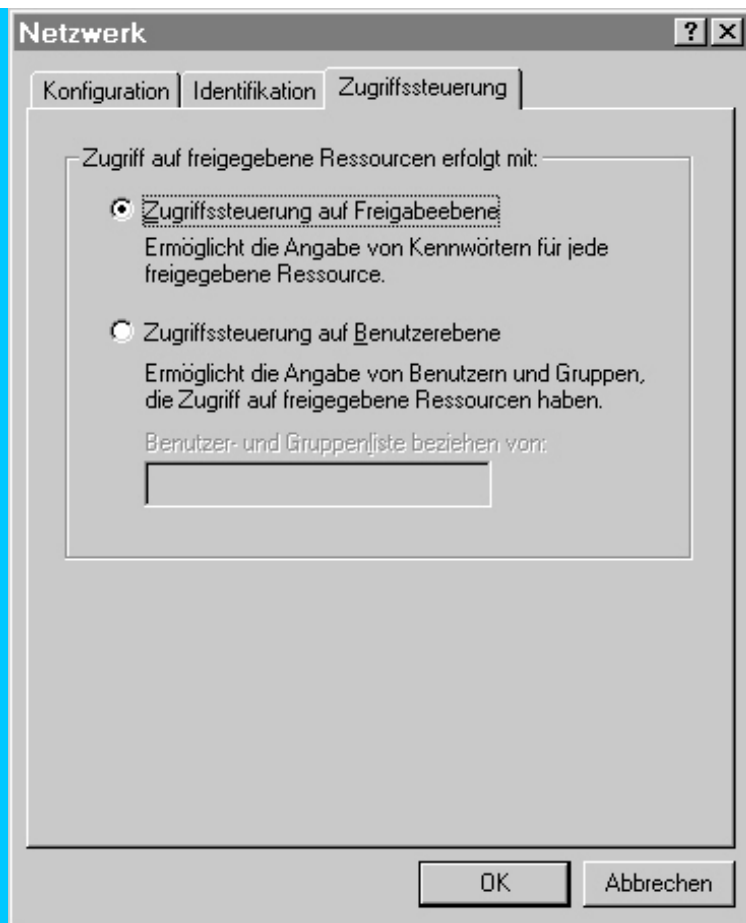 Netzwerk
Konfiguration Identifikation Zugriffssteuerung
Zugriff auf freigegebene Ressourcen erfolgt mit:
Zugriffssteuerung auf Freigabeebene
Ermöglicht die Angabe von Kennwörtern für jede
freigegebene Ressource.
Zugriffssteuerung auf Benutzerebene
Ermöglicht die Angabe von Benutzern und Gruppen,
die Zugriff auf freigegebene Ressourcen haben.
Benutzer- und Gruppenliste beziehen von:
OK Abbrechen